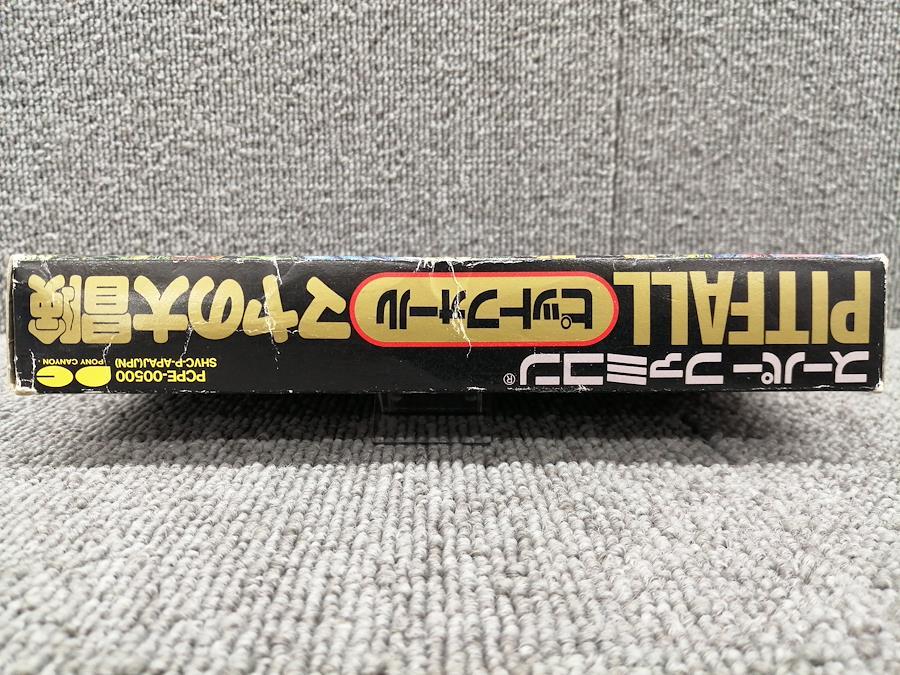 スーパーファミコン®
PCPE-00500
SHVC-P-APAJ(JPN)
PONY CANYON
PITFALL ピットフォール マヤの大冒険